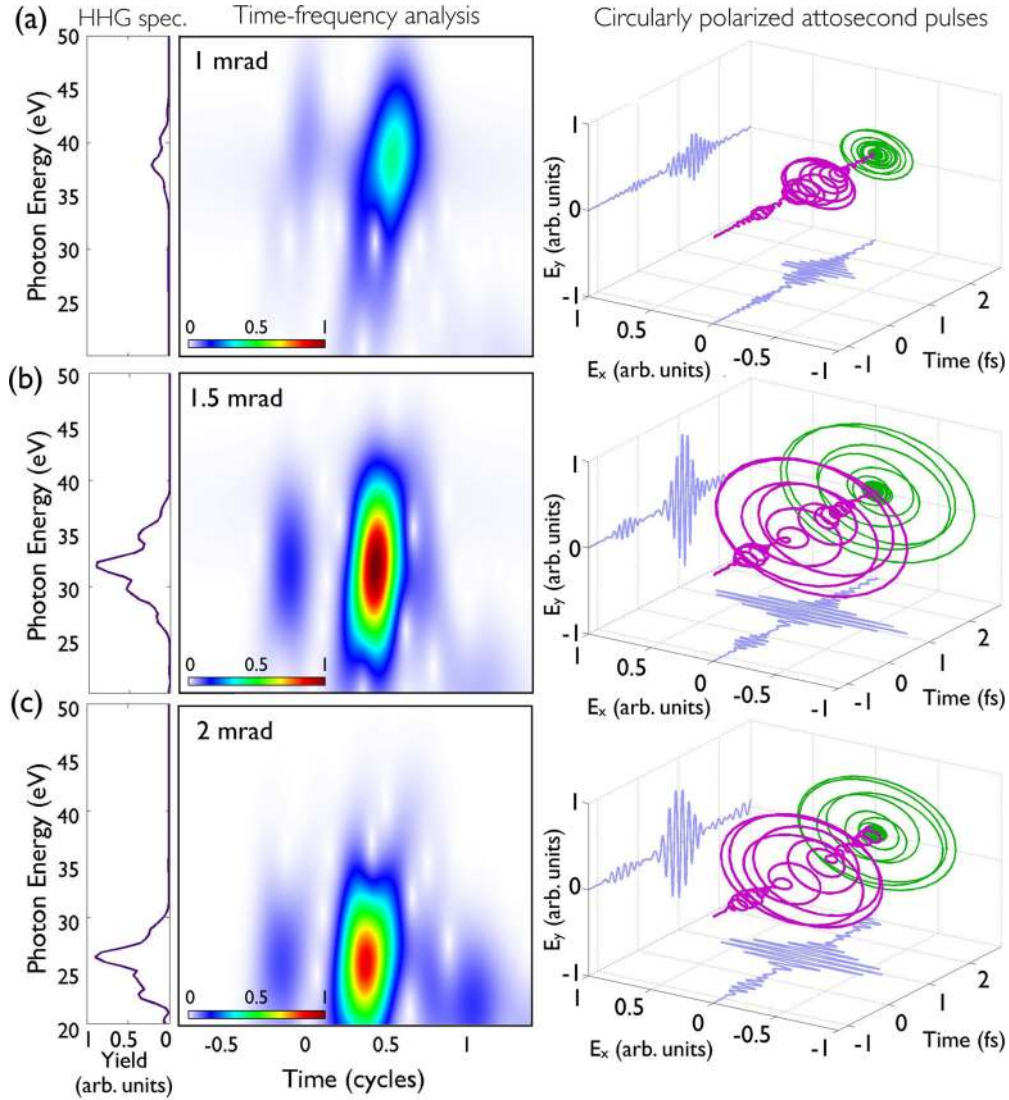 HHG spec. Time-frequency analysis Circularly polarized attosecond pulses
(a)
50
45
40
35
30
25
Photon Energy (eV)
1 mrad
0 0.5 1
1
0
-1
E_y (arb. units)
1 0.5 0 -0.5 -1
E_x (arb. units)
-1 0 1 2
Time (fs)
(b)
50
45
40
35
30
25
Photon Energy (eV)
1.5 mrad
0 0.5 1
1
0
-1
E_y (arb. units)
1 0.5 0 -0.5 -1
E_x (arb. units)
-1 0 1 2
Time (fs)
(c)
50
45
40
35
30
25
20
Photon Energy (eV)
2 mrad
0 0.5 1
1
0
-1
E_y (arb. units)
1 0.5 0 -0.5 -1
E_x (arb. units)
-1 0 1 2
Time (fs)
1 0.5 0
Yield
(arb. units)
-0.5 0 0.5 1
Time (cycles)